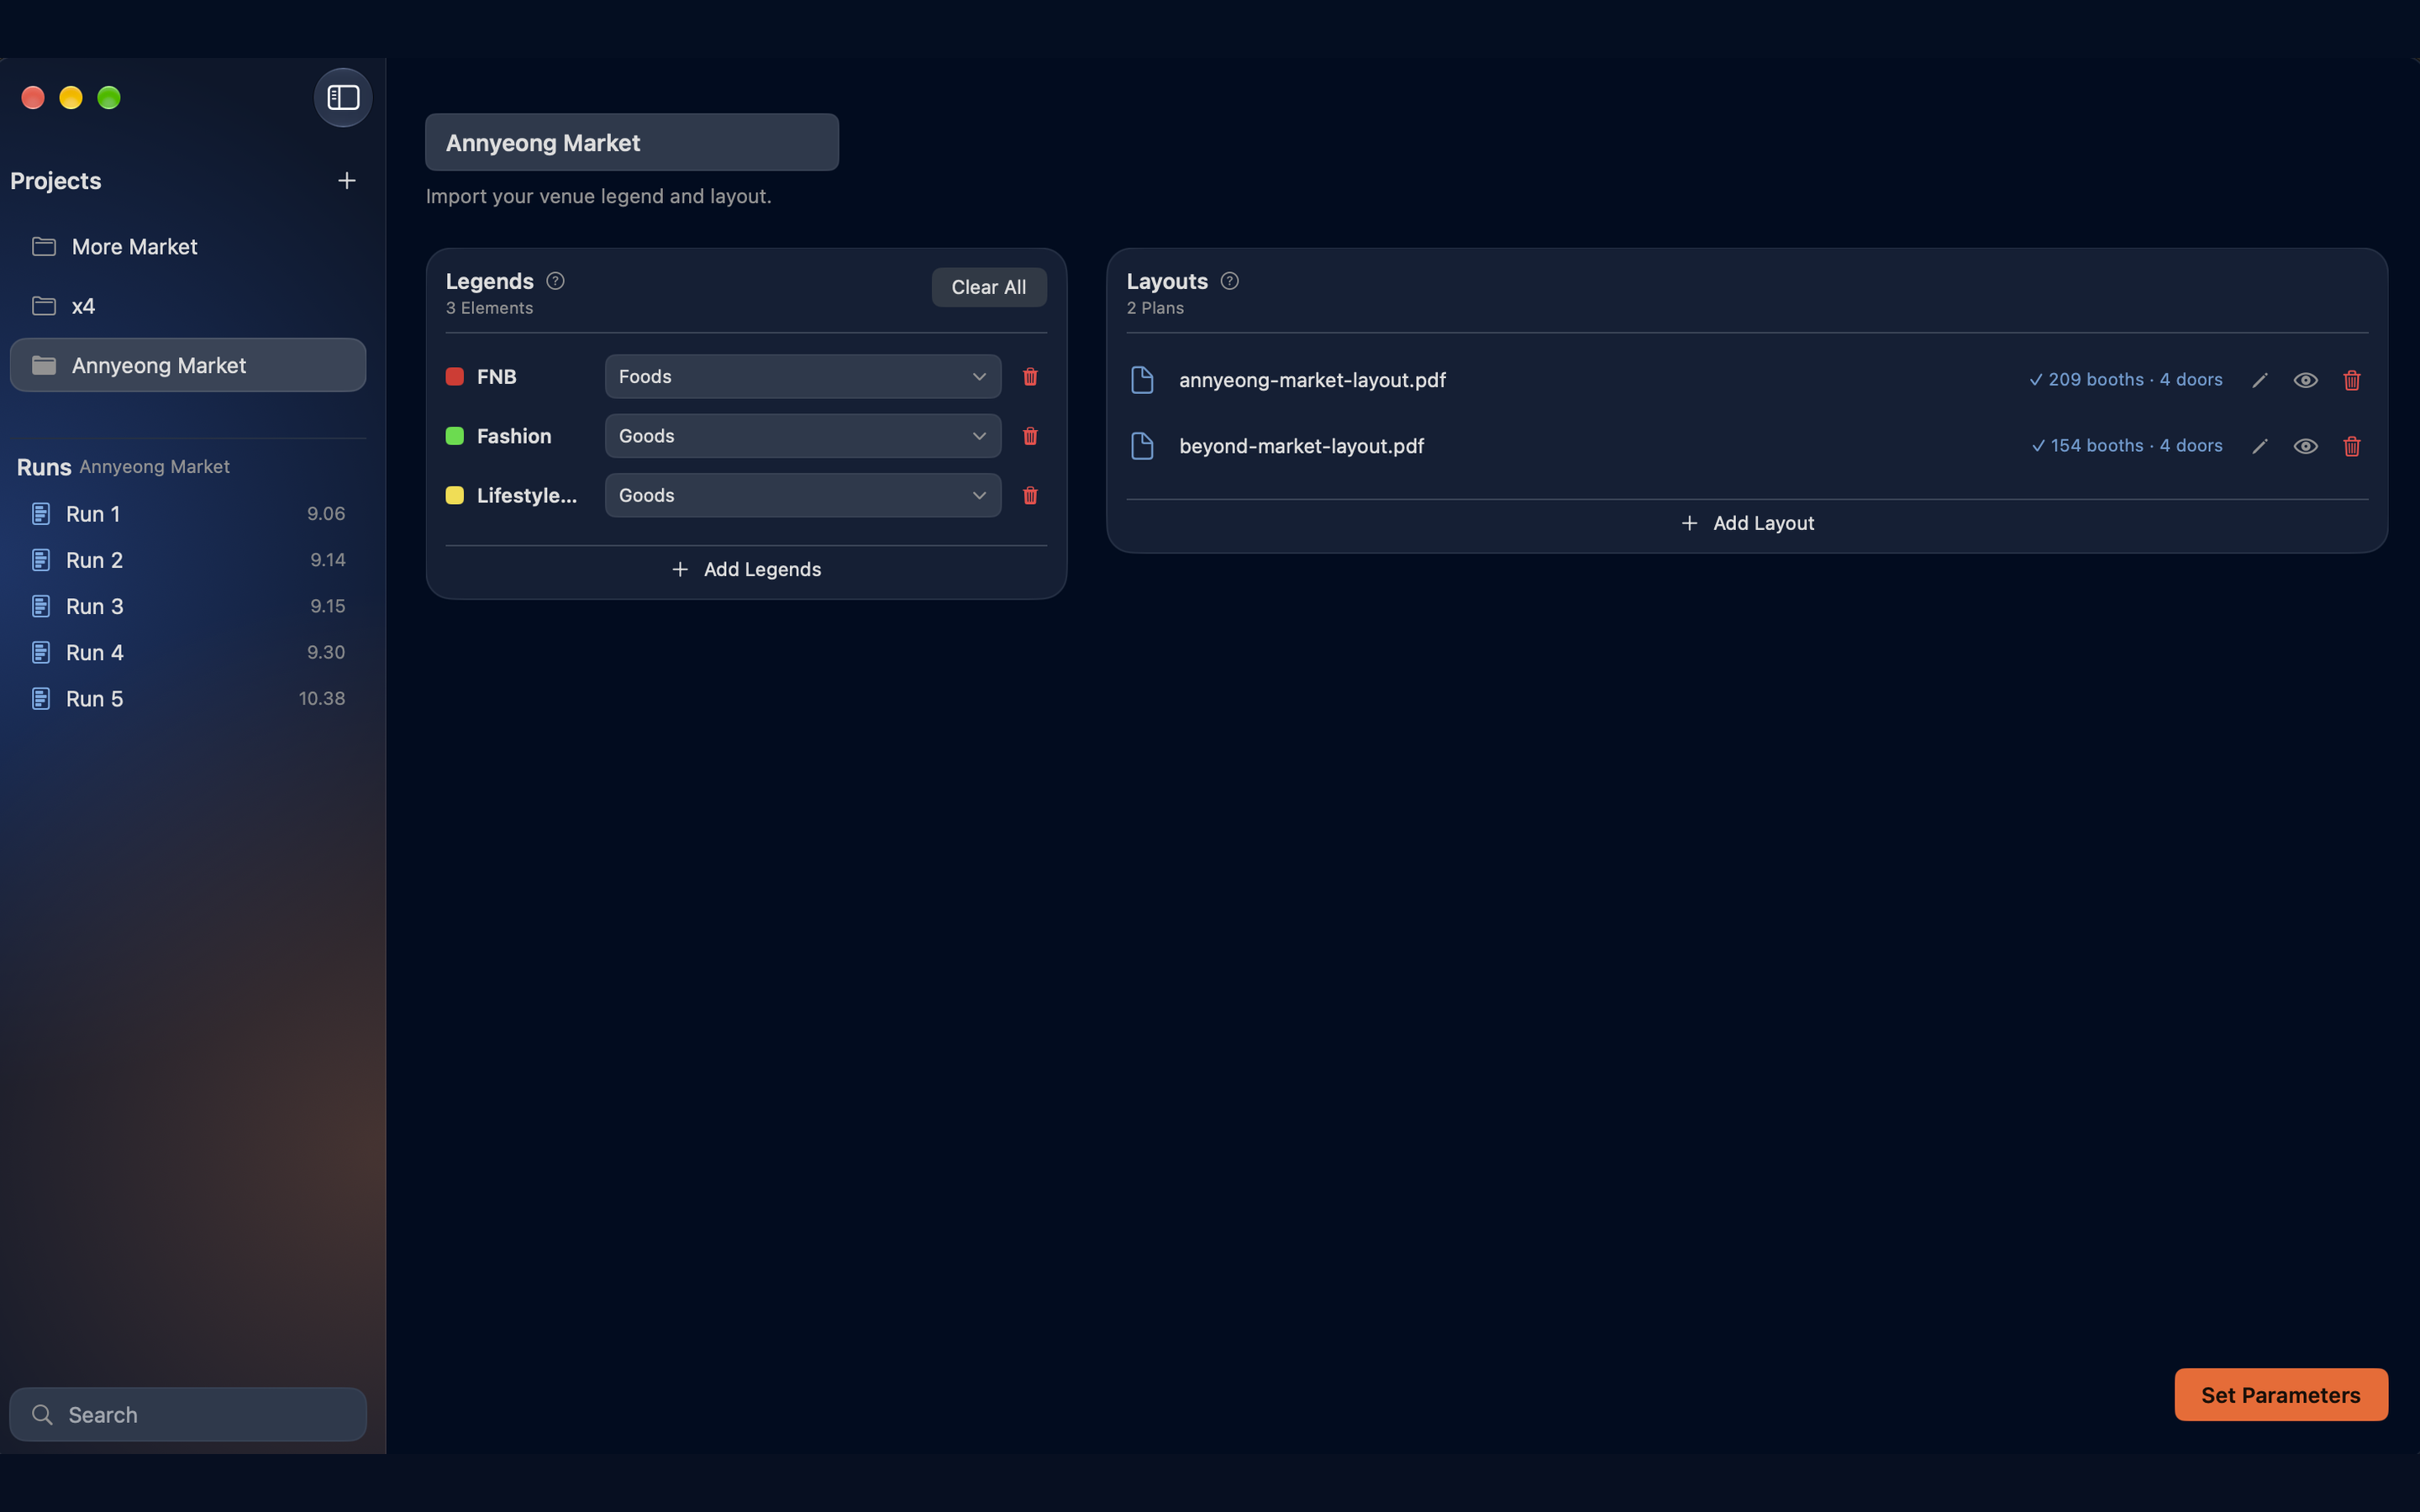 Projects
More Market
x4
Annyeong Market
Runs Annyeong Market
Run 1 9.06
Run 2 9.14
Run 3 9.15
Run 4 9.30
Run 5 10.38
Search
Annyeong Market
Import your venue legend and layout.
Legends ?
3 Elements
Clear All
FNB Foods
Fashion Goods
Lifestyle... Goods
+ Add Legends
Layouts ?
2 Plans
annyeong-market-layout.pdf ✓ 209 booths · 4 doors
beyond-market-layout.pdf ✓ 154 booths · 4 doors
+ Add Layout
Set Parameters